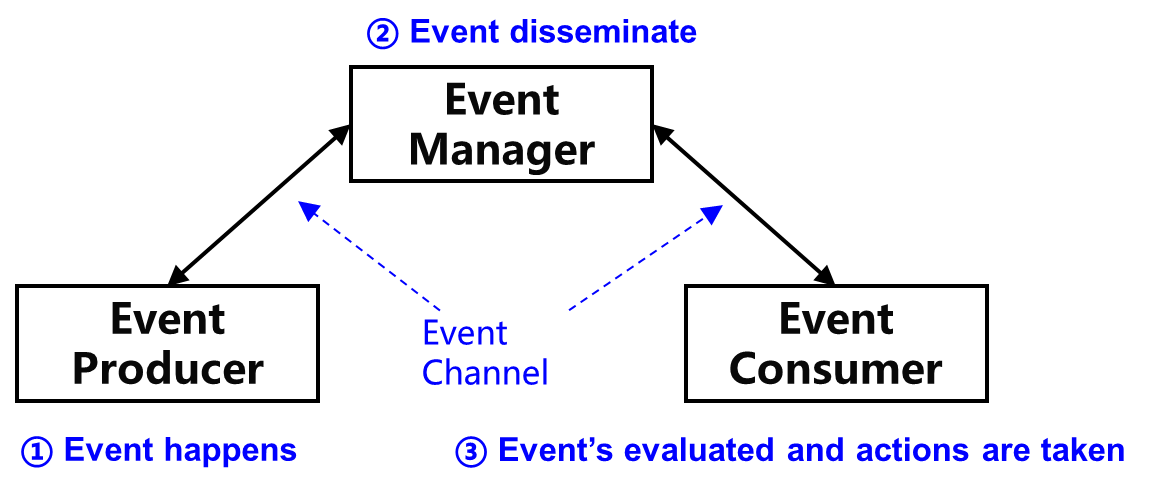 ② Event disseminate
Event
Manager
Event
Producer
Event
Channel
Event
Consumer
① Event happens
③ Event's evaluated and actions are taken